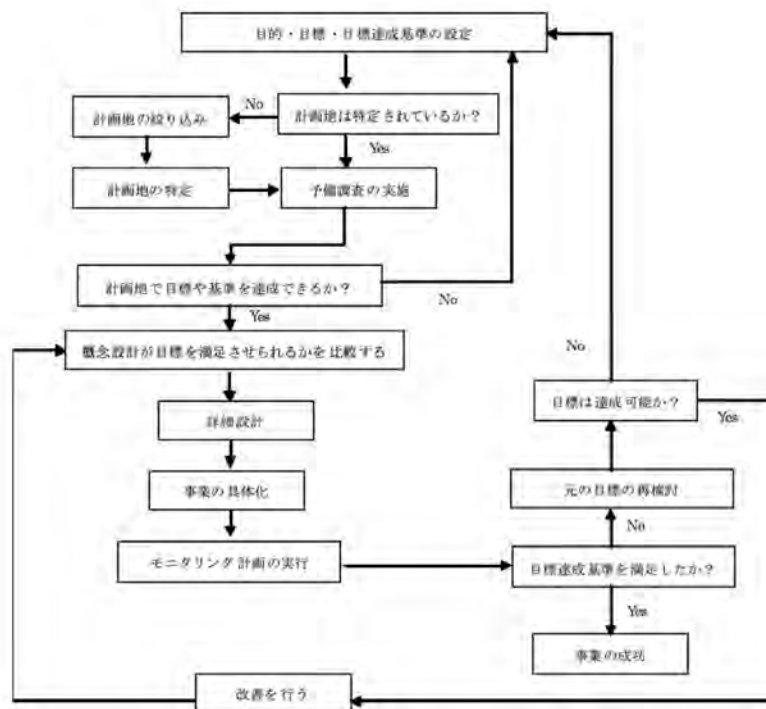 目的・目標・目標達成基準の設定
No
計画地の絞り込み
計画地は特定されているか？
Yes
計画地の特定
予備調査の実施
計画地で目標や基準を達成できるか？
No
Yes
概念設計が目標を満足させられるかを比較する
No
目標は達成可能か？
Yes
詳細設計
事業の具体化
元の目標の再検討
No
モニタリング計画の実行
目標達成基準を満足したか？
Yes
事業の成功
改善を行う